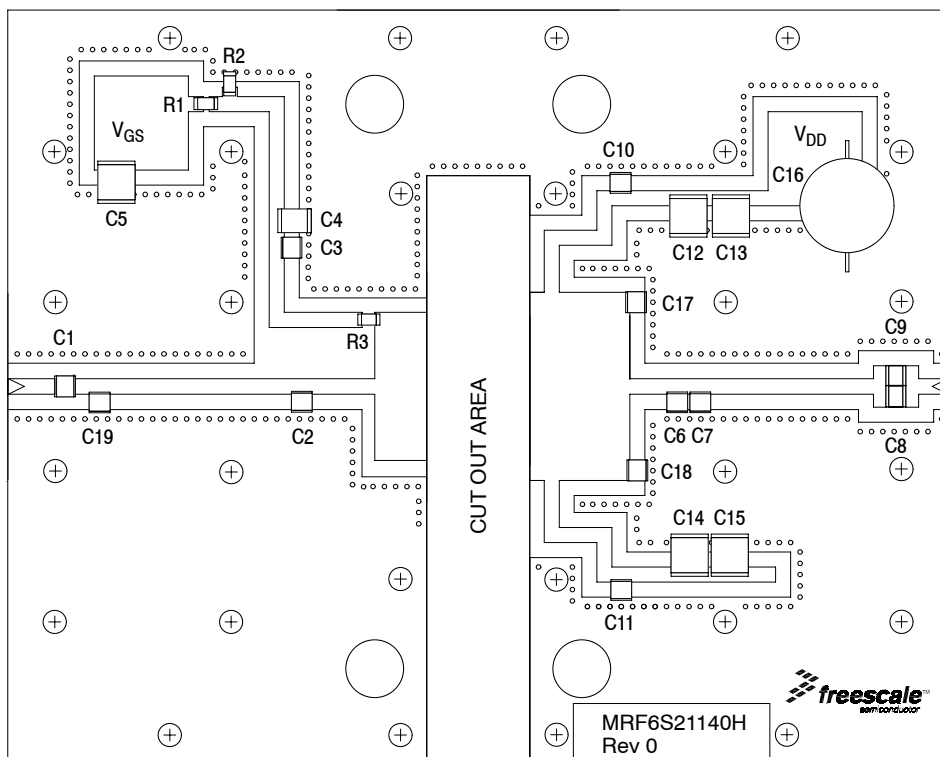 R2
R1
VGS
C5
C4
C3
R3
C1
C19
C2
CUT OUT AREA
C10
VDD
C16
C12
C13
C17
C9
C6
C7
C8
C18
C14
C15
C11
freescale™
semiconductor
MRF6S21140H
Rev 0